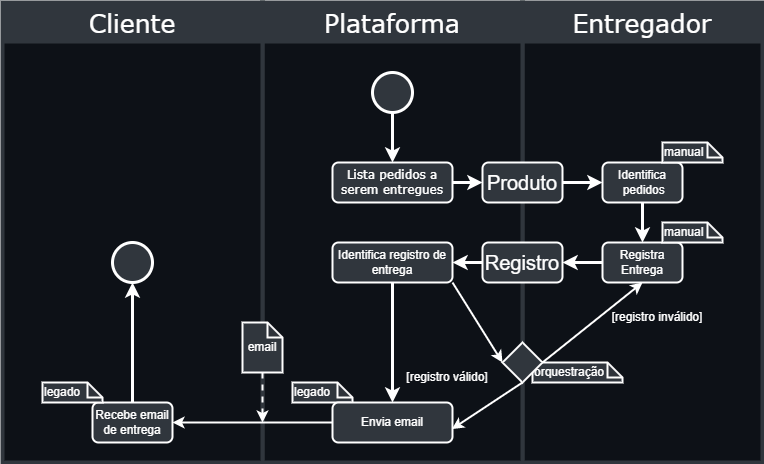 Cliente
Plataforma
Entregador
manual
Lista pedidos a
serem entregues
Produto
Identifica
pedidos
manual
Identifica registro de
entrega
Registro
Registra
Entrega
[registro inválido]
email
orquestração
[registro válido]
legado
legado
Recebe email
de entrega
Envia email